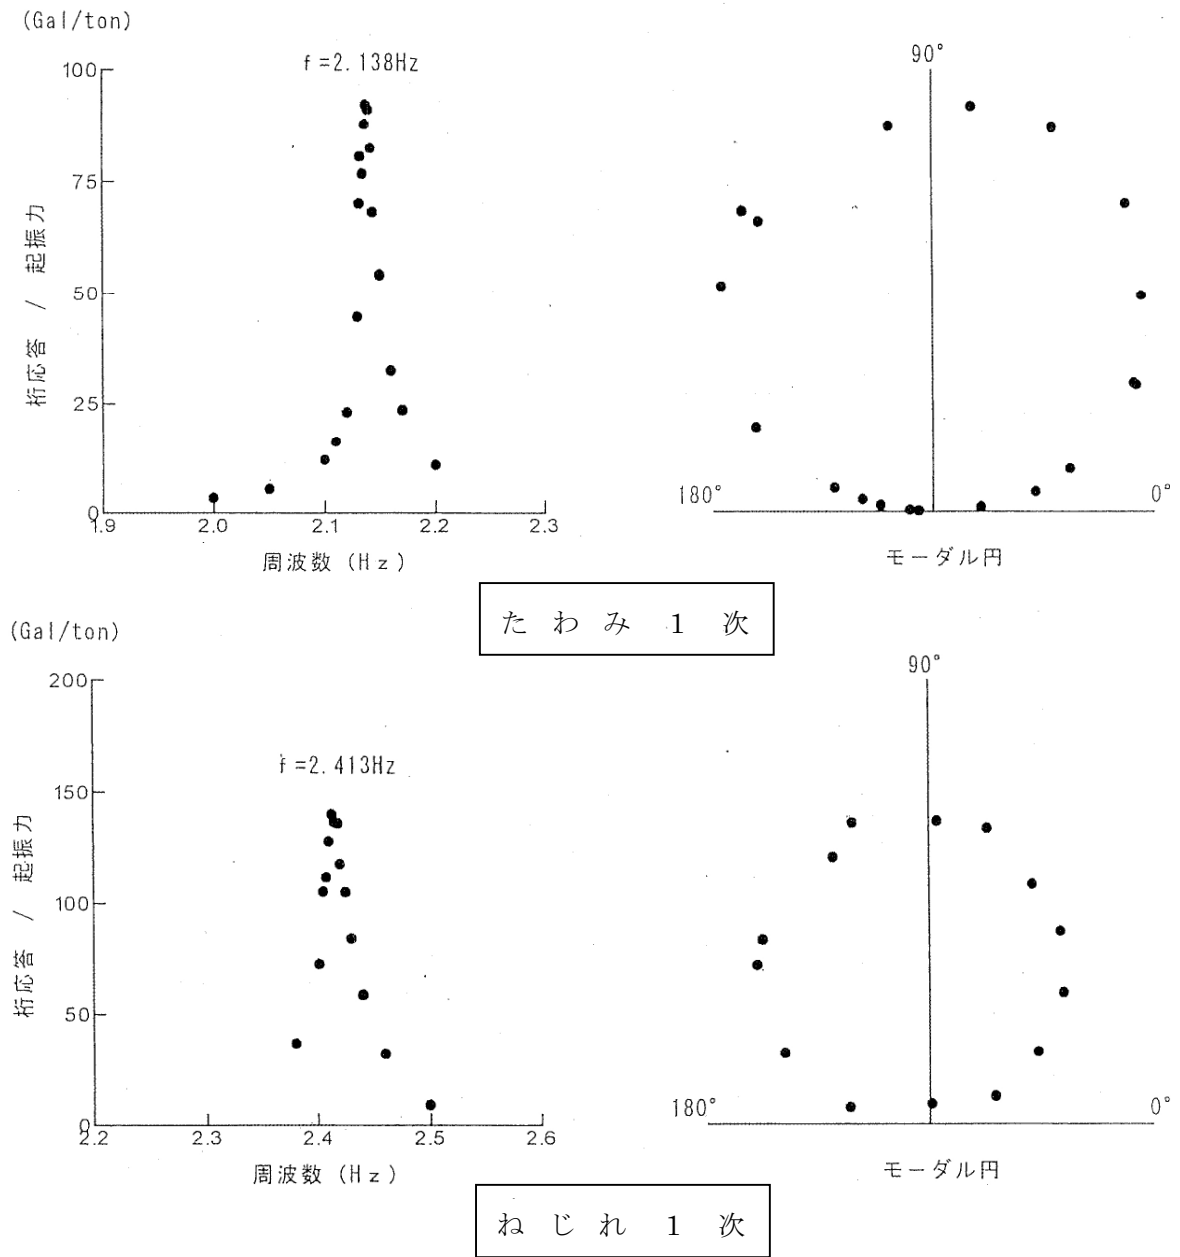 (Gal/ton)
f=2.138Hz
90°
100
75
50
25
0
桁応答 / 起振力
1.9
2.0
2.1
2.2
2.3
周波数(Hz)
180°
0°
モーダル円
たわみ 1 次
(Gal/ton)
f=2.413Hz
90°
200
150
100
50
0
桁応答 / 起振力
2.2
2.3
2.4
2.5
2.6
周波数(Hz)
180°
0°
モーダル円
ねじれ 1 次